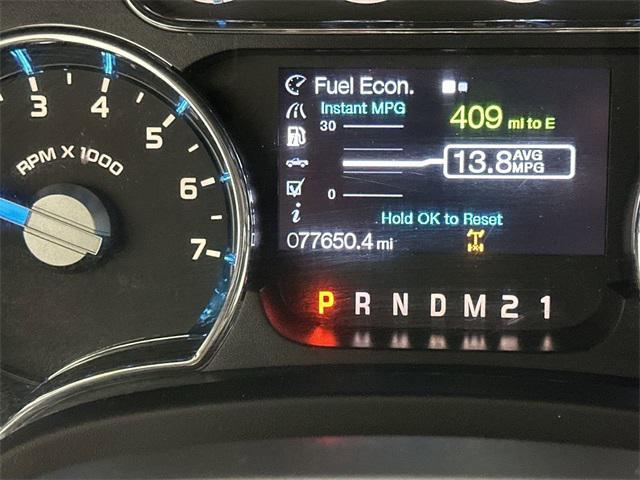 Fuel Econ.
Instant MPG
30
409 mi to E
13.8 AVG MPG
0
Hold OK to Reset
077650.4 mi
i
P R N D M 2 1
3
4
5
6
7
RPM X 1000